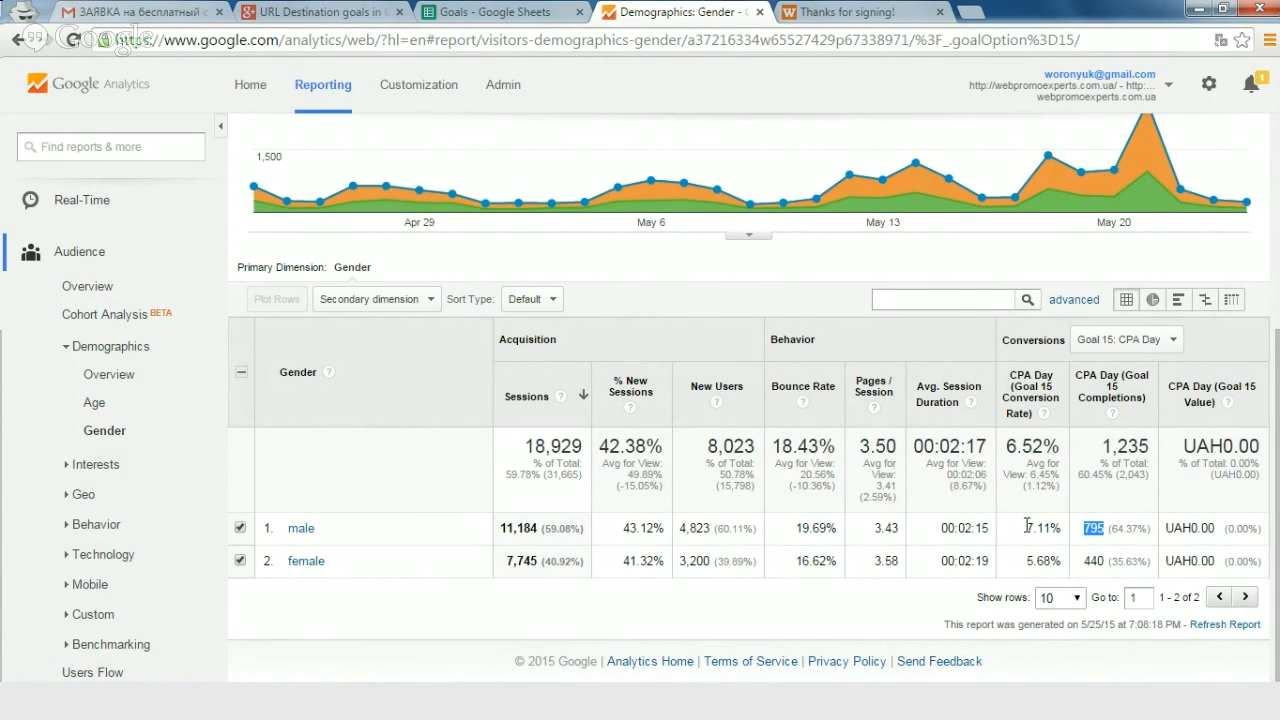 ЗАЯВКА на бесплатный с
URL Destination goals in
Goals - Google Sheets
Demographics: Gender -
Thanks for signing!
Google
https://www.google.com/analytics/web/?hl=en#report/visitors-demographics-gender/a37216334w65527429p67338971/%3F_.goalOption%3D15/
Google Analytics
Home
Reporting
Customization
Admin
woronyuk@gmail.com
http://webpromoexperts.com.ua/ - http:...
webpromoexperts.com.ua
1
Find reports & more
Real-Time
Audience
Overview
Cohort Analysis BETA
Demographics
Overview
Age
Gender
Interests
Geo
Behavior
Technology
Mobile
Custom
Benchmarking
Users Flow
1,500
Apr 29 May 6 May 13 May 20
Primary Dimension: Gender
Plot Rows Secondary dimension Sort Type: Default advanced
Gender ?
Acquisition Behavior Conversions Goal 15: CPA Day
Sessions ?
% New Sessions ?
New Users ?
Bounce Rate ?
Pages / Session ?
Avg. Session Duration ?
CPA Day (Goal 15 Conversion Rate) ?
CPA Day (Goal 15 Completions) ?
CPA Day (Goal 15 Value) ?
18,929 % of Total: 59.78% (31,665)
42.38% Avg for View: 49.89% (-15.05%)
8,023 % of Total: 50.78% (15,798)
18.43% Avg for View: 20.56% (-10.36%)
3.50 Avg for View: 3.41 (2.59%)
00:02:17 Avg for View: 00:02:06 (8.67%)
6.52% Avg for View: 6.45% (1.12%)
1,235 % of Total: 60.45% (2,043)
UAH0.00 % of Total: 0.00% (UAH0.00)
1. male 11,184 (59.08%) 43.12% 4,823 (60.11%) 19.69% 3.43 00:02:15 7.11% 795 (64.37%) UAH0.00 (0.00%)
2. female 7,745 (40.92%) 41.32% 3,200 (39.89%) 16.62% 3.58 00:02:19 5.68% 440 (35.63%) UAH0.00 (0.00%)
Show rows: 10 Go to: 1 1 - 2 of 2
This report was generated on 5/25/15 at 7:08:18 PM - Refresh Report
© 2015 Google | Analytics Home | Terms of Service | Privacy Policy | Send Feedback